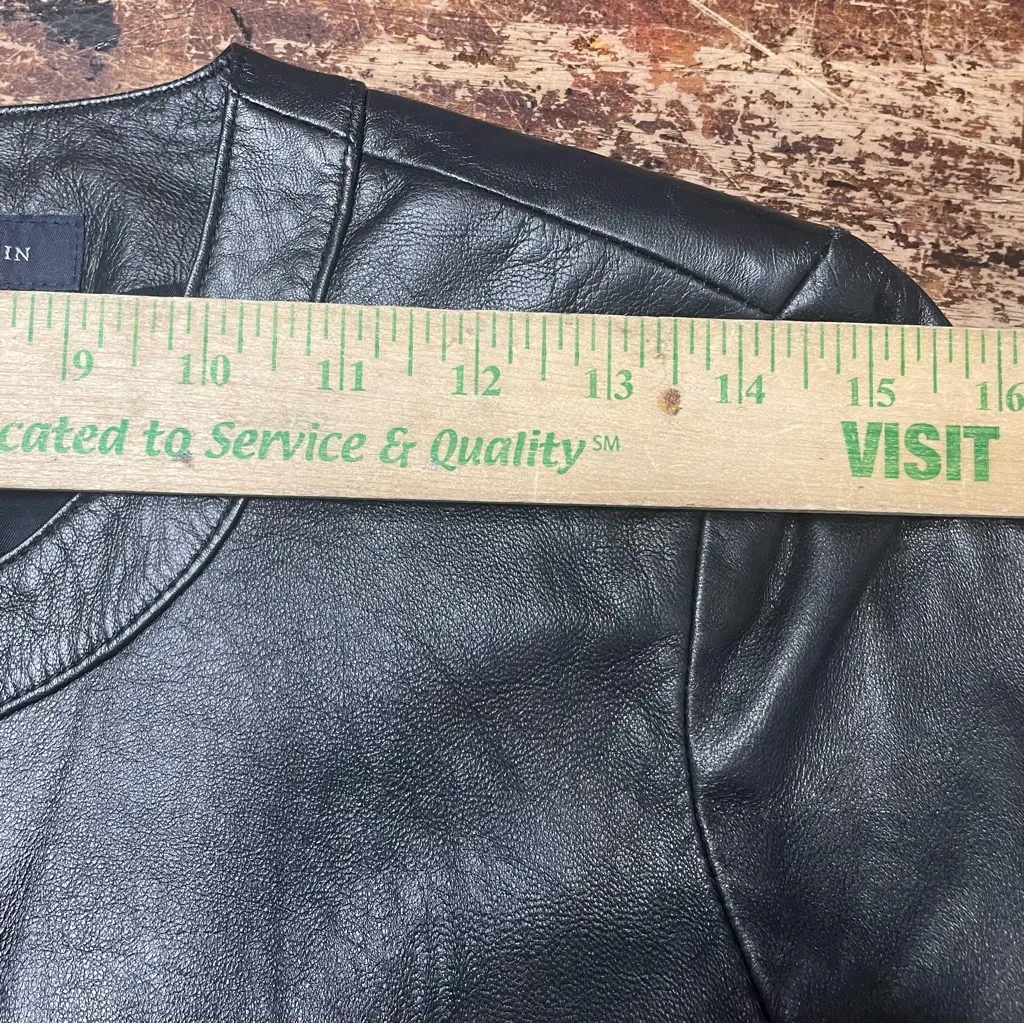 IN
9 10 11 12 13 14 15 16
cated to Service & Quality SM VISIT